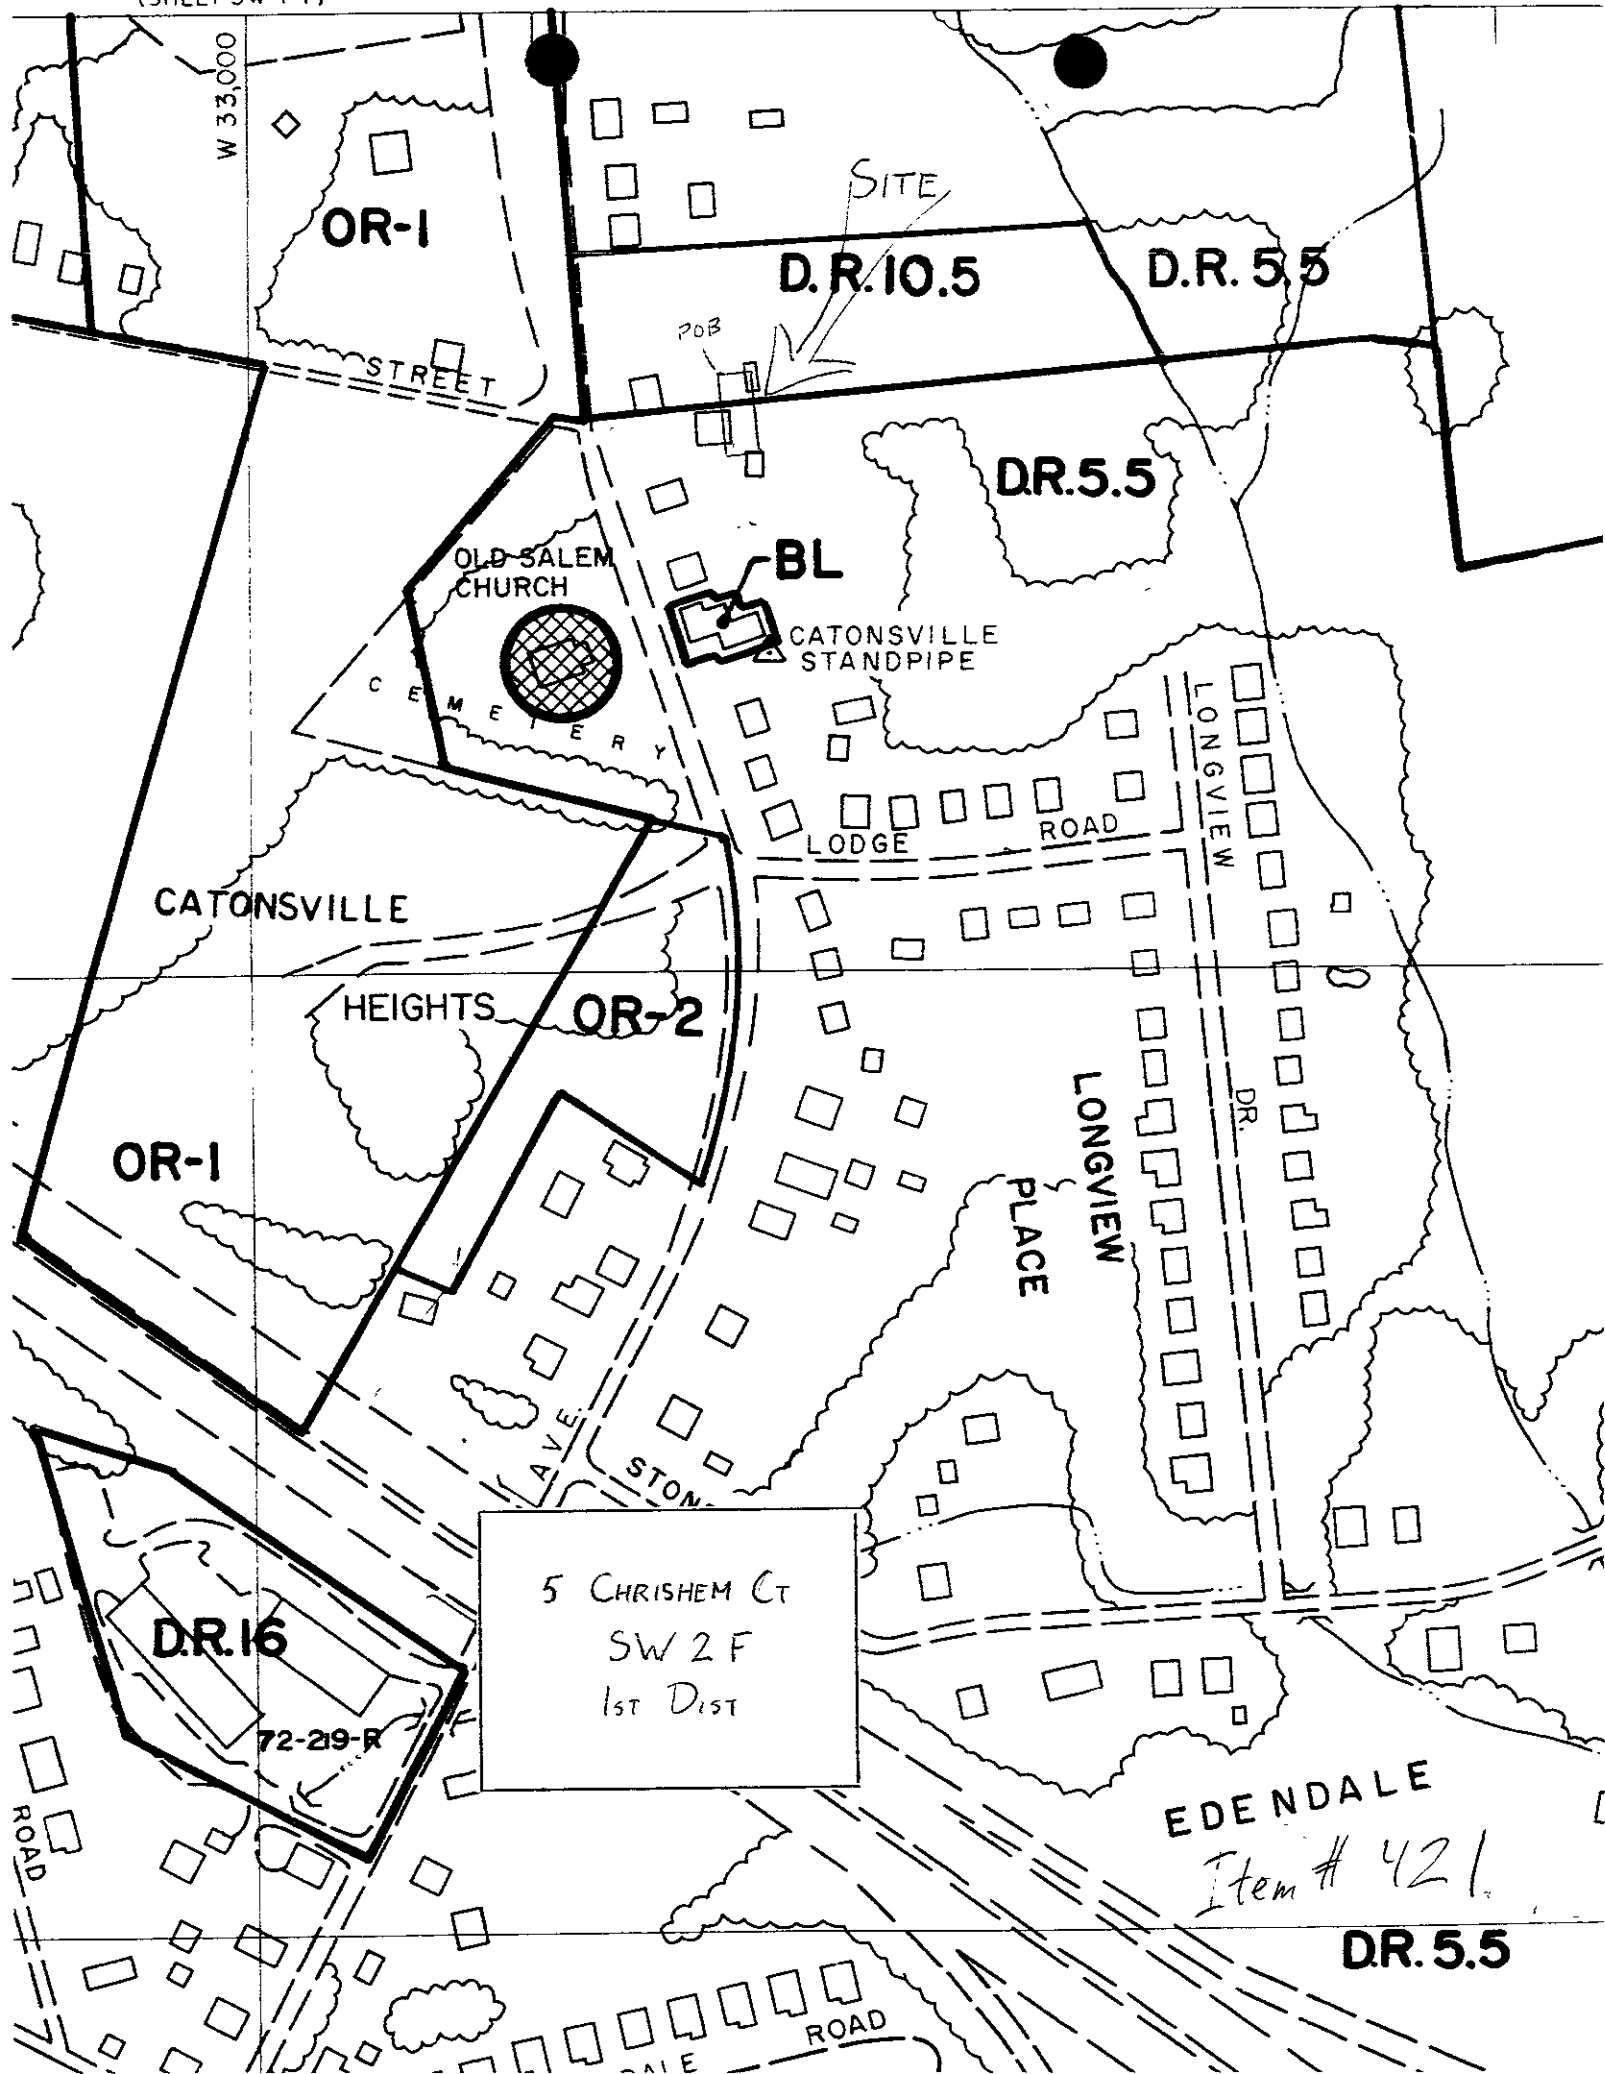 W 33,000
OR-1
SITE
D.R.10.5
D.R. 5.5
POB
STREET
D.R.5.5
OLD SALEM
CHURCH
BL
CATONSVILLE
STANDPIPE
CEMETERY
LONGVIEW
LODGE ROAD
CATONSVILLE
HEIGHTS
OR-2
OR-1
DR.
LONGVIEW
PLACE
AVE.
5 CHRISHEM CT
SW 2 F
1ST DIST
D.R.16
72-219-R
ROAD
EDENDALE
Item # 421
D.R. 5.5
ROAD